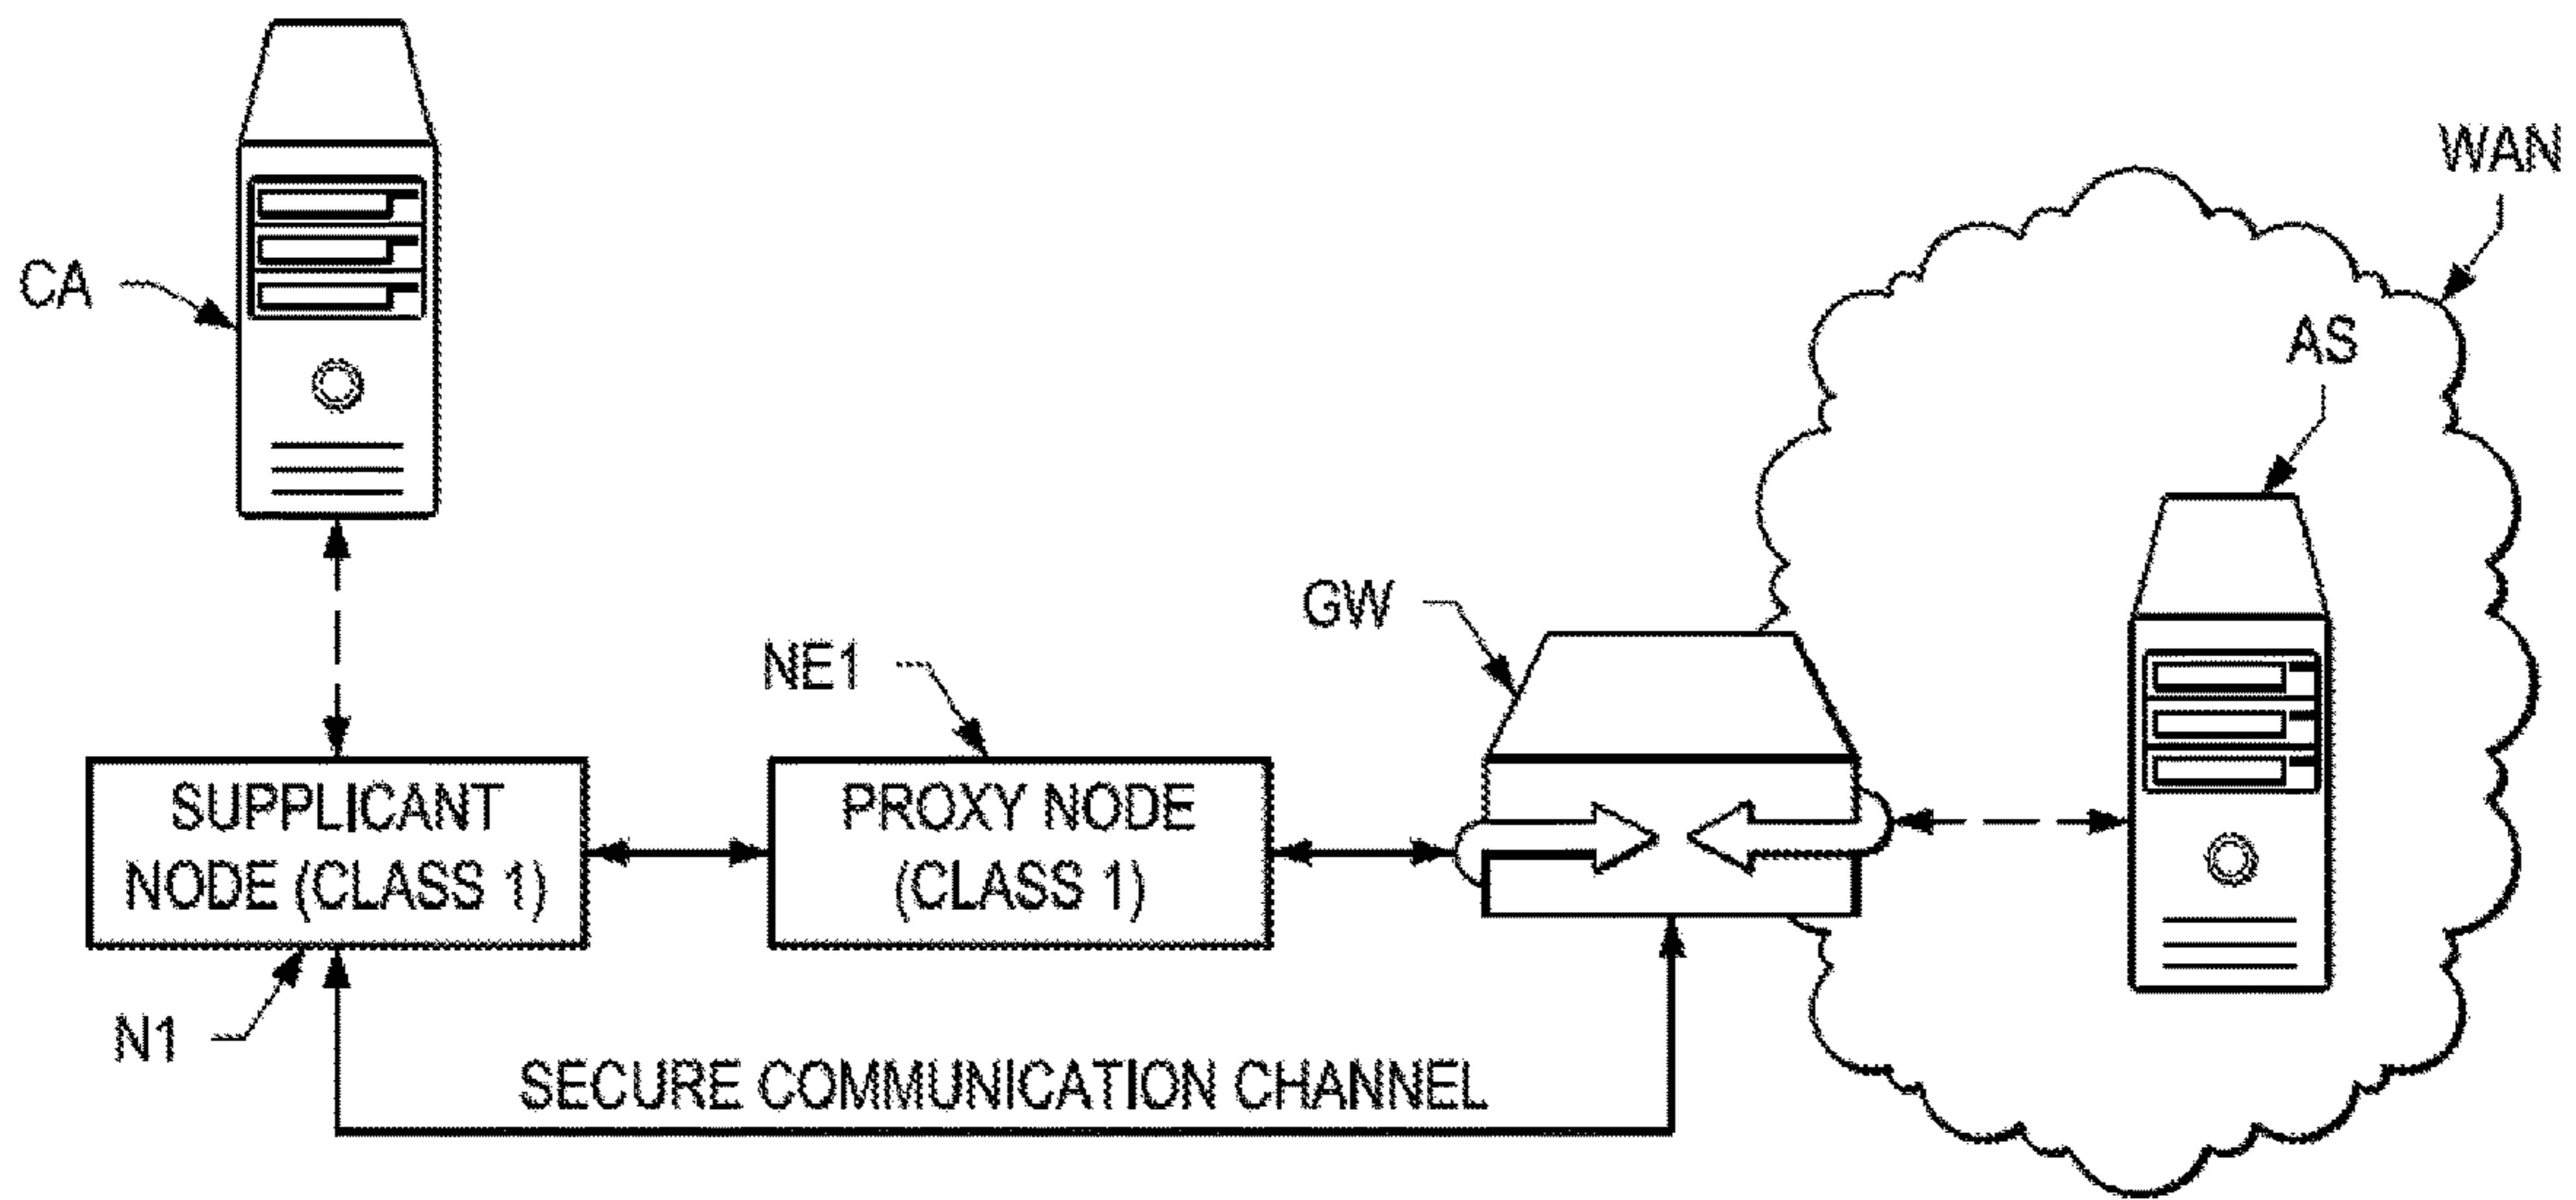 WAN
CA
AS
GW
NE1
SUPPLICANT
NODE (CLASS 1)
PROXY NODE
(CLASS 1)
N1
SECURE COMMUNICATION CHANNEL